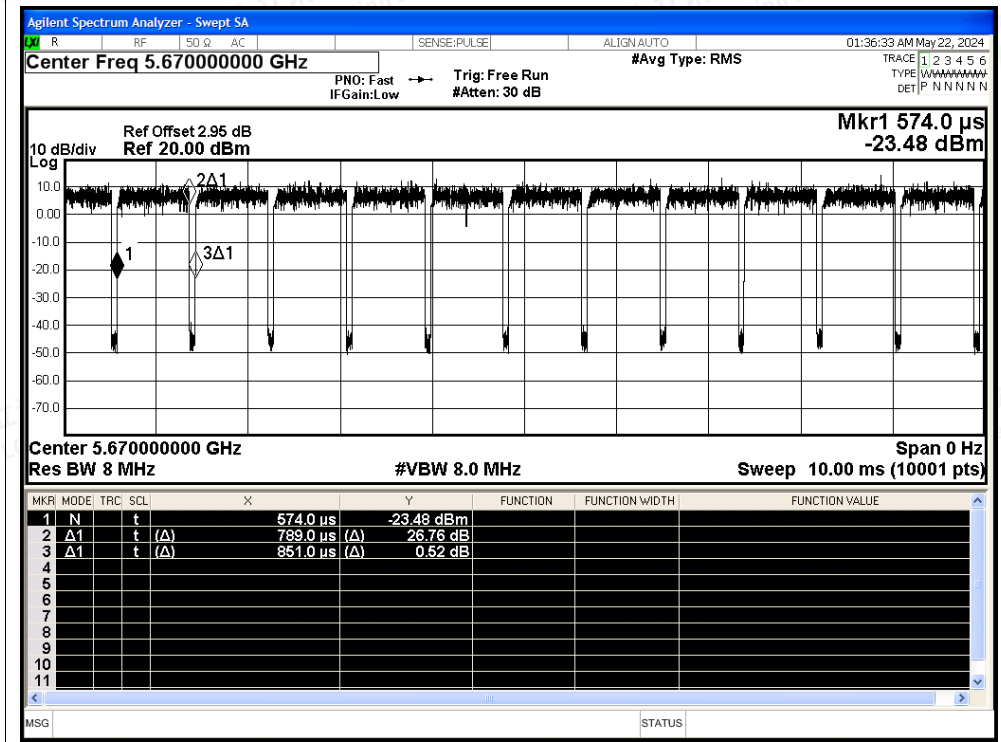 Agilent Spectrum Analyzer - Swept SA
LXI R RF 50 Ω AC SENSE:PULSE ALIGN AUTO 01:36:33 AM May 22, 2024
Center Freq 5.670000000 GHz #Avg Type: RMS TRACE 1 2 3 4 5 6
PNO: Fast Trig: Free Run TYPE WWWWWW
IFGain:Low #Atten: 30 dB DET P N N N N N
Mkr1 574.0 µs
-23.48 dBm
Ref Offset 2.95 dB
10 dB/div Ref 20.00 dBm
Log
10.0
2Δ1
0.00
-10.0
1
3Δ1
-20.0
-30.0
-40.0
-50.0
-60.0
-70.0
Center 5.670000000 GHz Span 0 Hz
Res BW 8 MHz #VBW 8.0 MHz Sweep 10.00 ms (10001 pts)
MKR MODE TRC SCL X Y FUNCTION FUNCTION WIDTH FUNCTION VALUE
1 N t 574.0 µs -23.48 dBm
2 Δ1 t (Δ) 789.0 µs (Δ) 26.76 dB
3 Δ1 t (Δ) 851.0 µs (Δ) 0.52 dB
4
5
6
7
8
9
10
11
MSG STATUS